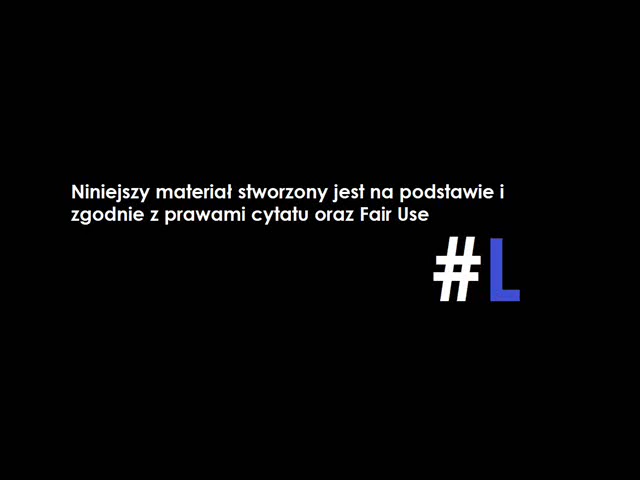 Niniejszy materiał stworzony jest na podstawie i
zgodnie z prawami cytatu oraz Fair Use
#L